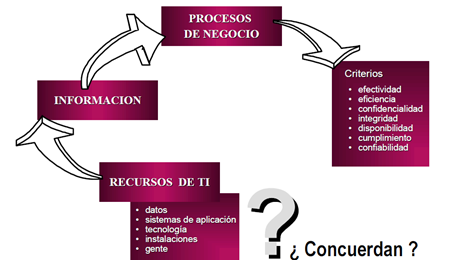 PROCESOS
DE NEGOCIO
INFORMACION
Criterios
• efectividad
• eficiencia
• confidencialidad
• integridad
• disponibilidad
• cumplimiento
• confiabilidad
RECURSOS DE TI
• datos
• sistemas de aplicación
• tecnología
• instalaciones
• gente
?
¿ Concuerdan ?